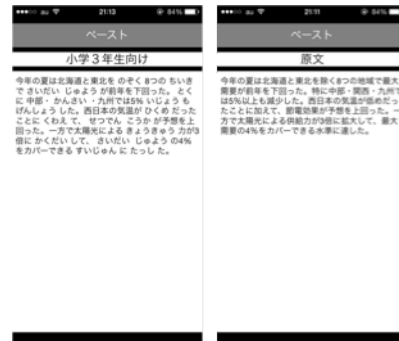 au 21:13 84%
ペースト
小学3年生向け
今年の夏は北海道と東北を のぞく 8つの ちいき
で さいだい じゅよう が前年を下回った。 とく
に 中部・ かんさい ・九州では5% いじょう も
げんしょう した。西日本の気温が ひくめ だった
ことに くわえ て、 せつでん こうか が予想を上
回った。一方で太陽光による きょうきゅう 力が3
倍に かくだい して、 さいだい じゅよう の4%
をカバーできる すいじゅん に たっし た。
au 21:11 84%
ペースト
原文
今年の夏は北海道と東北を除く8つの地域で最大
需要が前年を下回った。特に中部・関西・九州で
は5%以上も減少した。西日本の気温が低めだっ
たことに加えて、節電効果が予想を上回った。一
方で太陽光による供給力が3倍に拡大して、最大
需要の4%をカバーできる水準に達した。